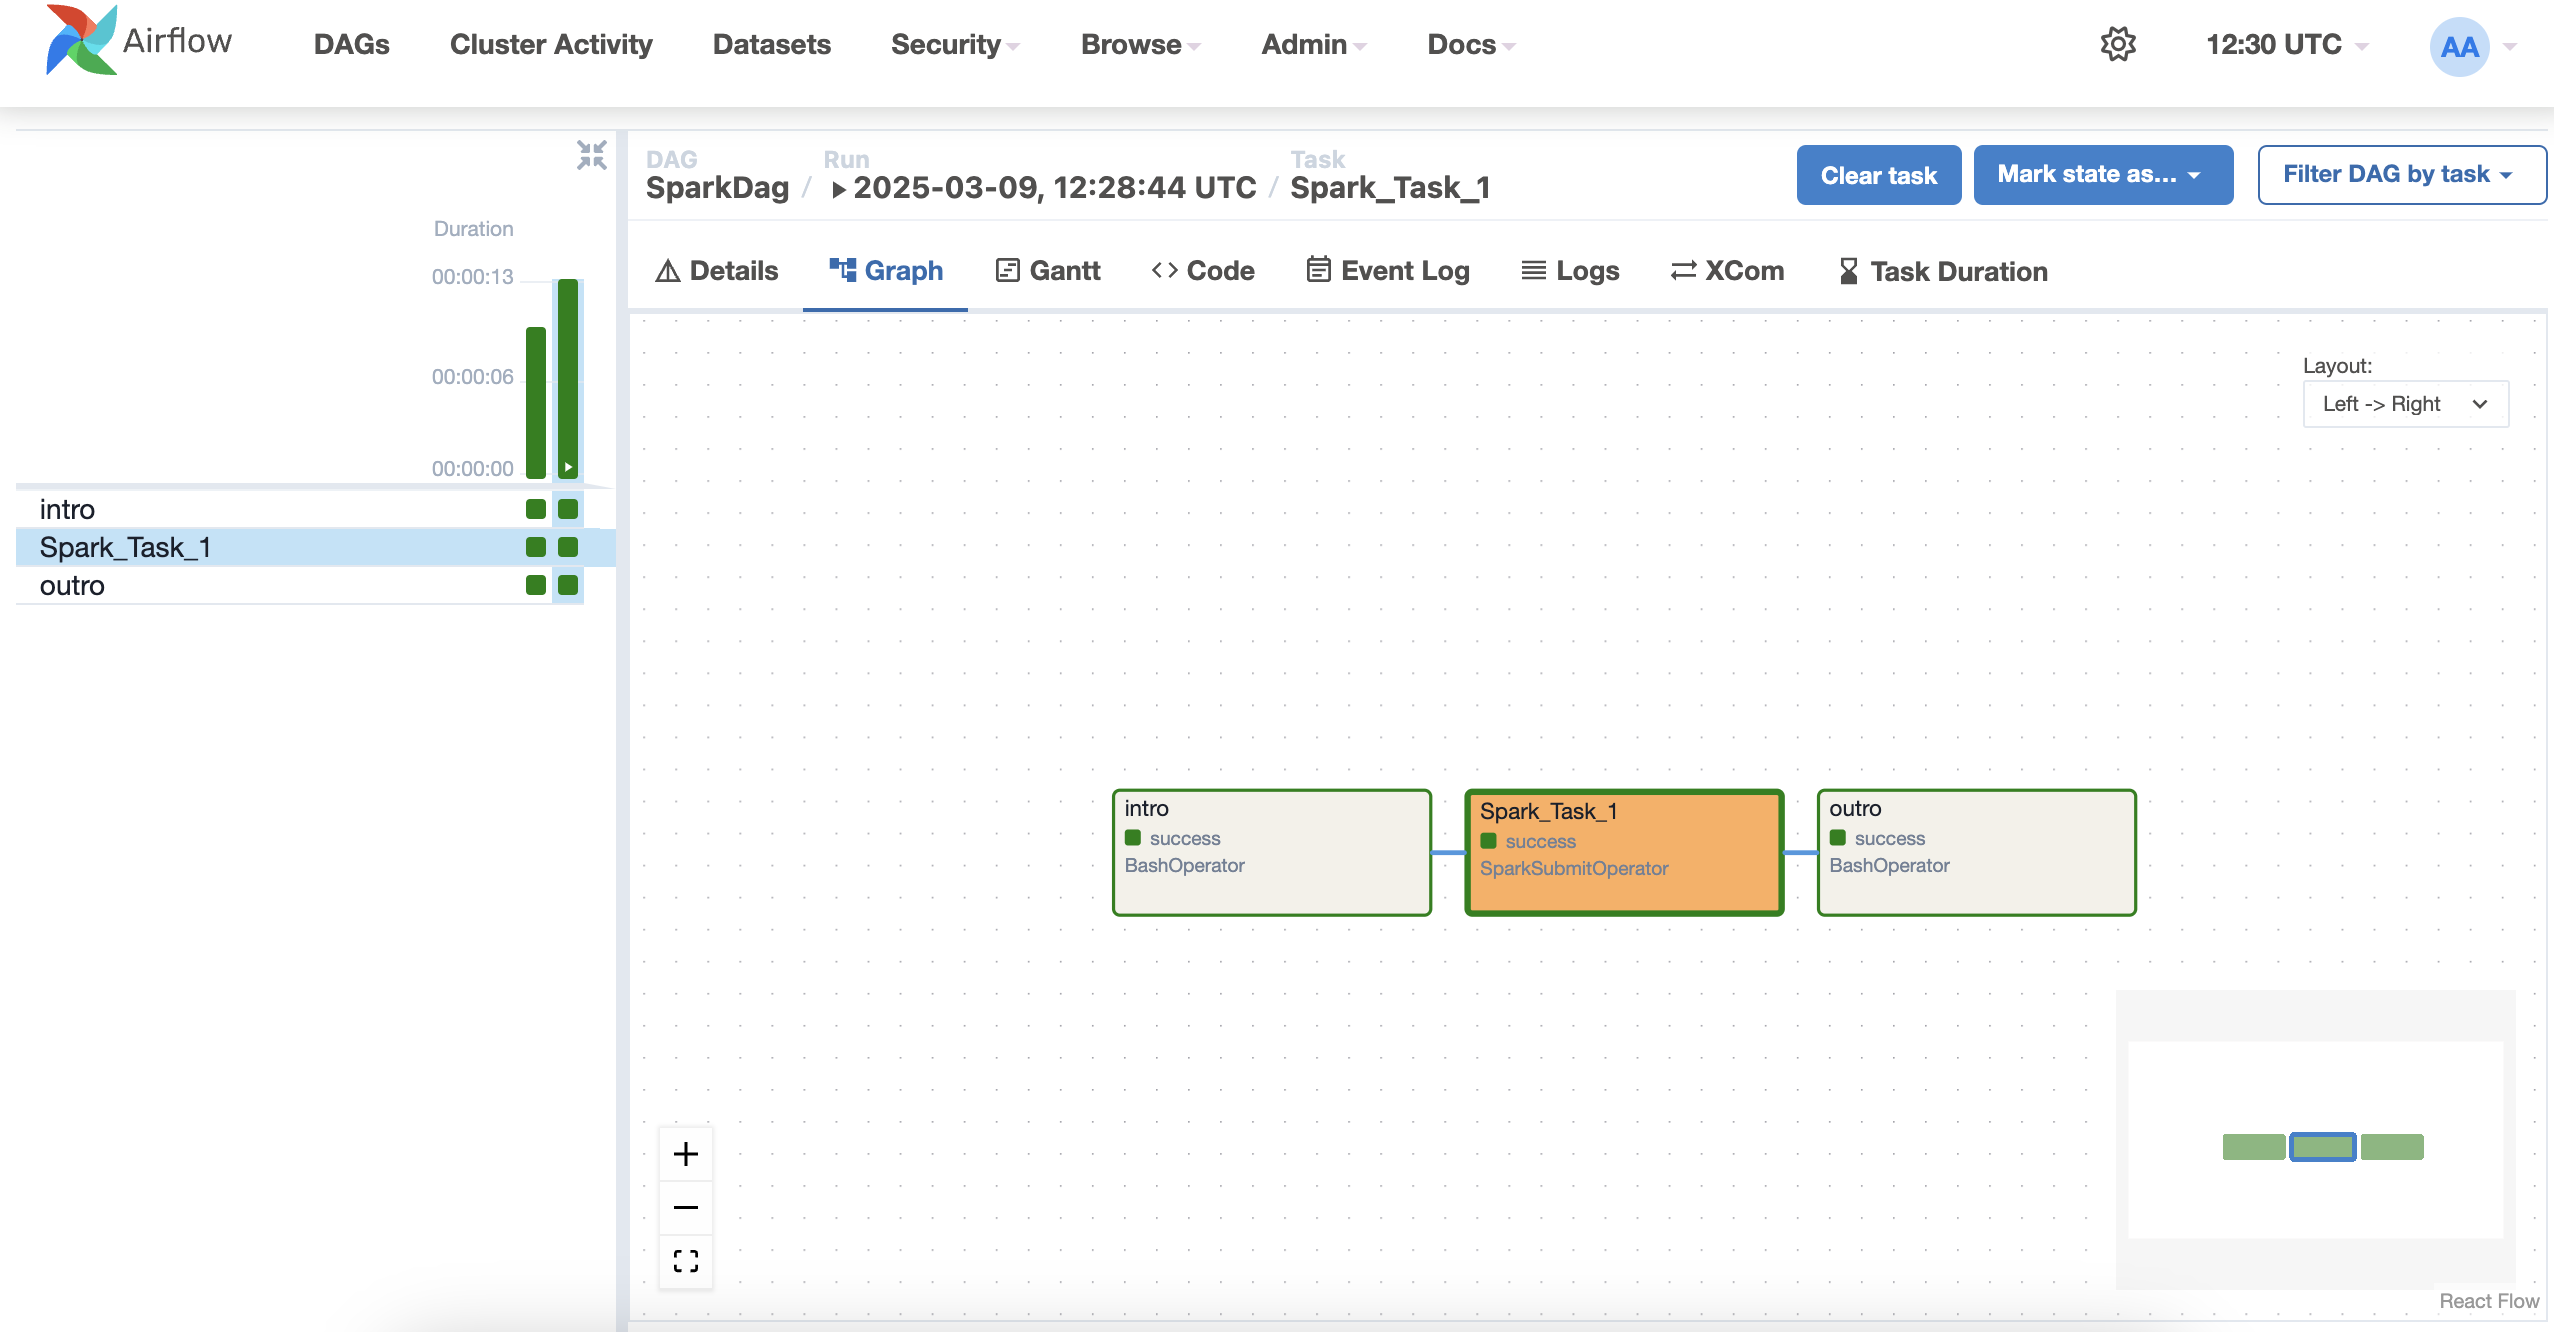 Airflow
DAGs Cluster Activity Datasets Security Browse Admin Docs 12:30 UTC AA
DAG Run Task
SparkDag / 2025-03-09, 12:28:44 UTC / Spark_Task_1
Clear task Mark state as... Filter DAG by task
Duration
00:00:13
00:00:06
00:00:00
intro
Spark_Task_1
outro
Details Graph Gantt Code Event Log Logs XCom Task Duration
Layout:
Left -> Right
intro
success
BashOperator
Spark_Task_1
success
SparkSubmitOperator
outro
success
BashOperator
React Flow